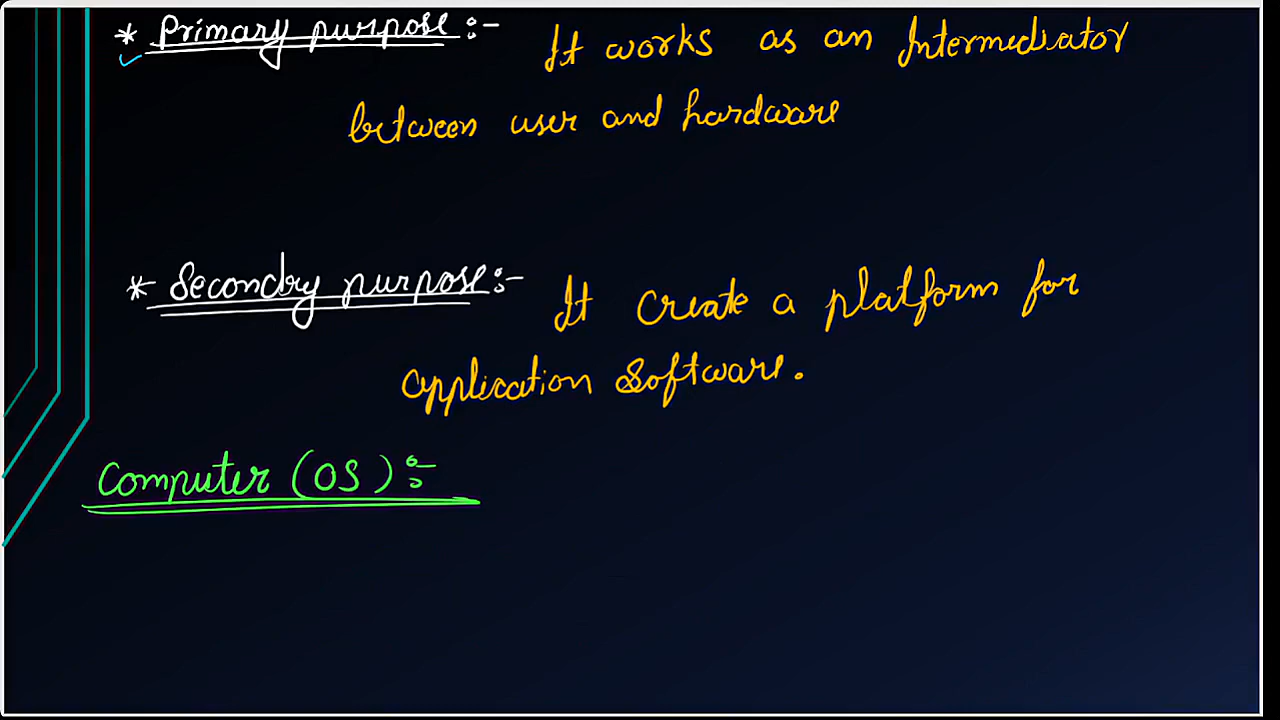 * Primary purpose :- It works as an Intermediator
between user and hardware
* Secondry purpose :- It create a platform for
application Software.
Computer (OS) :-